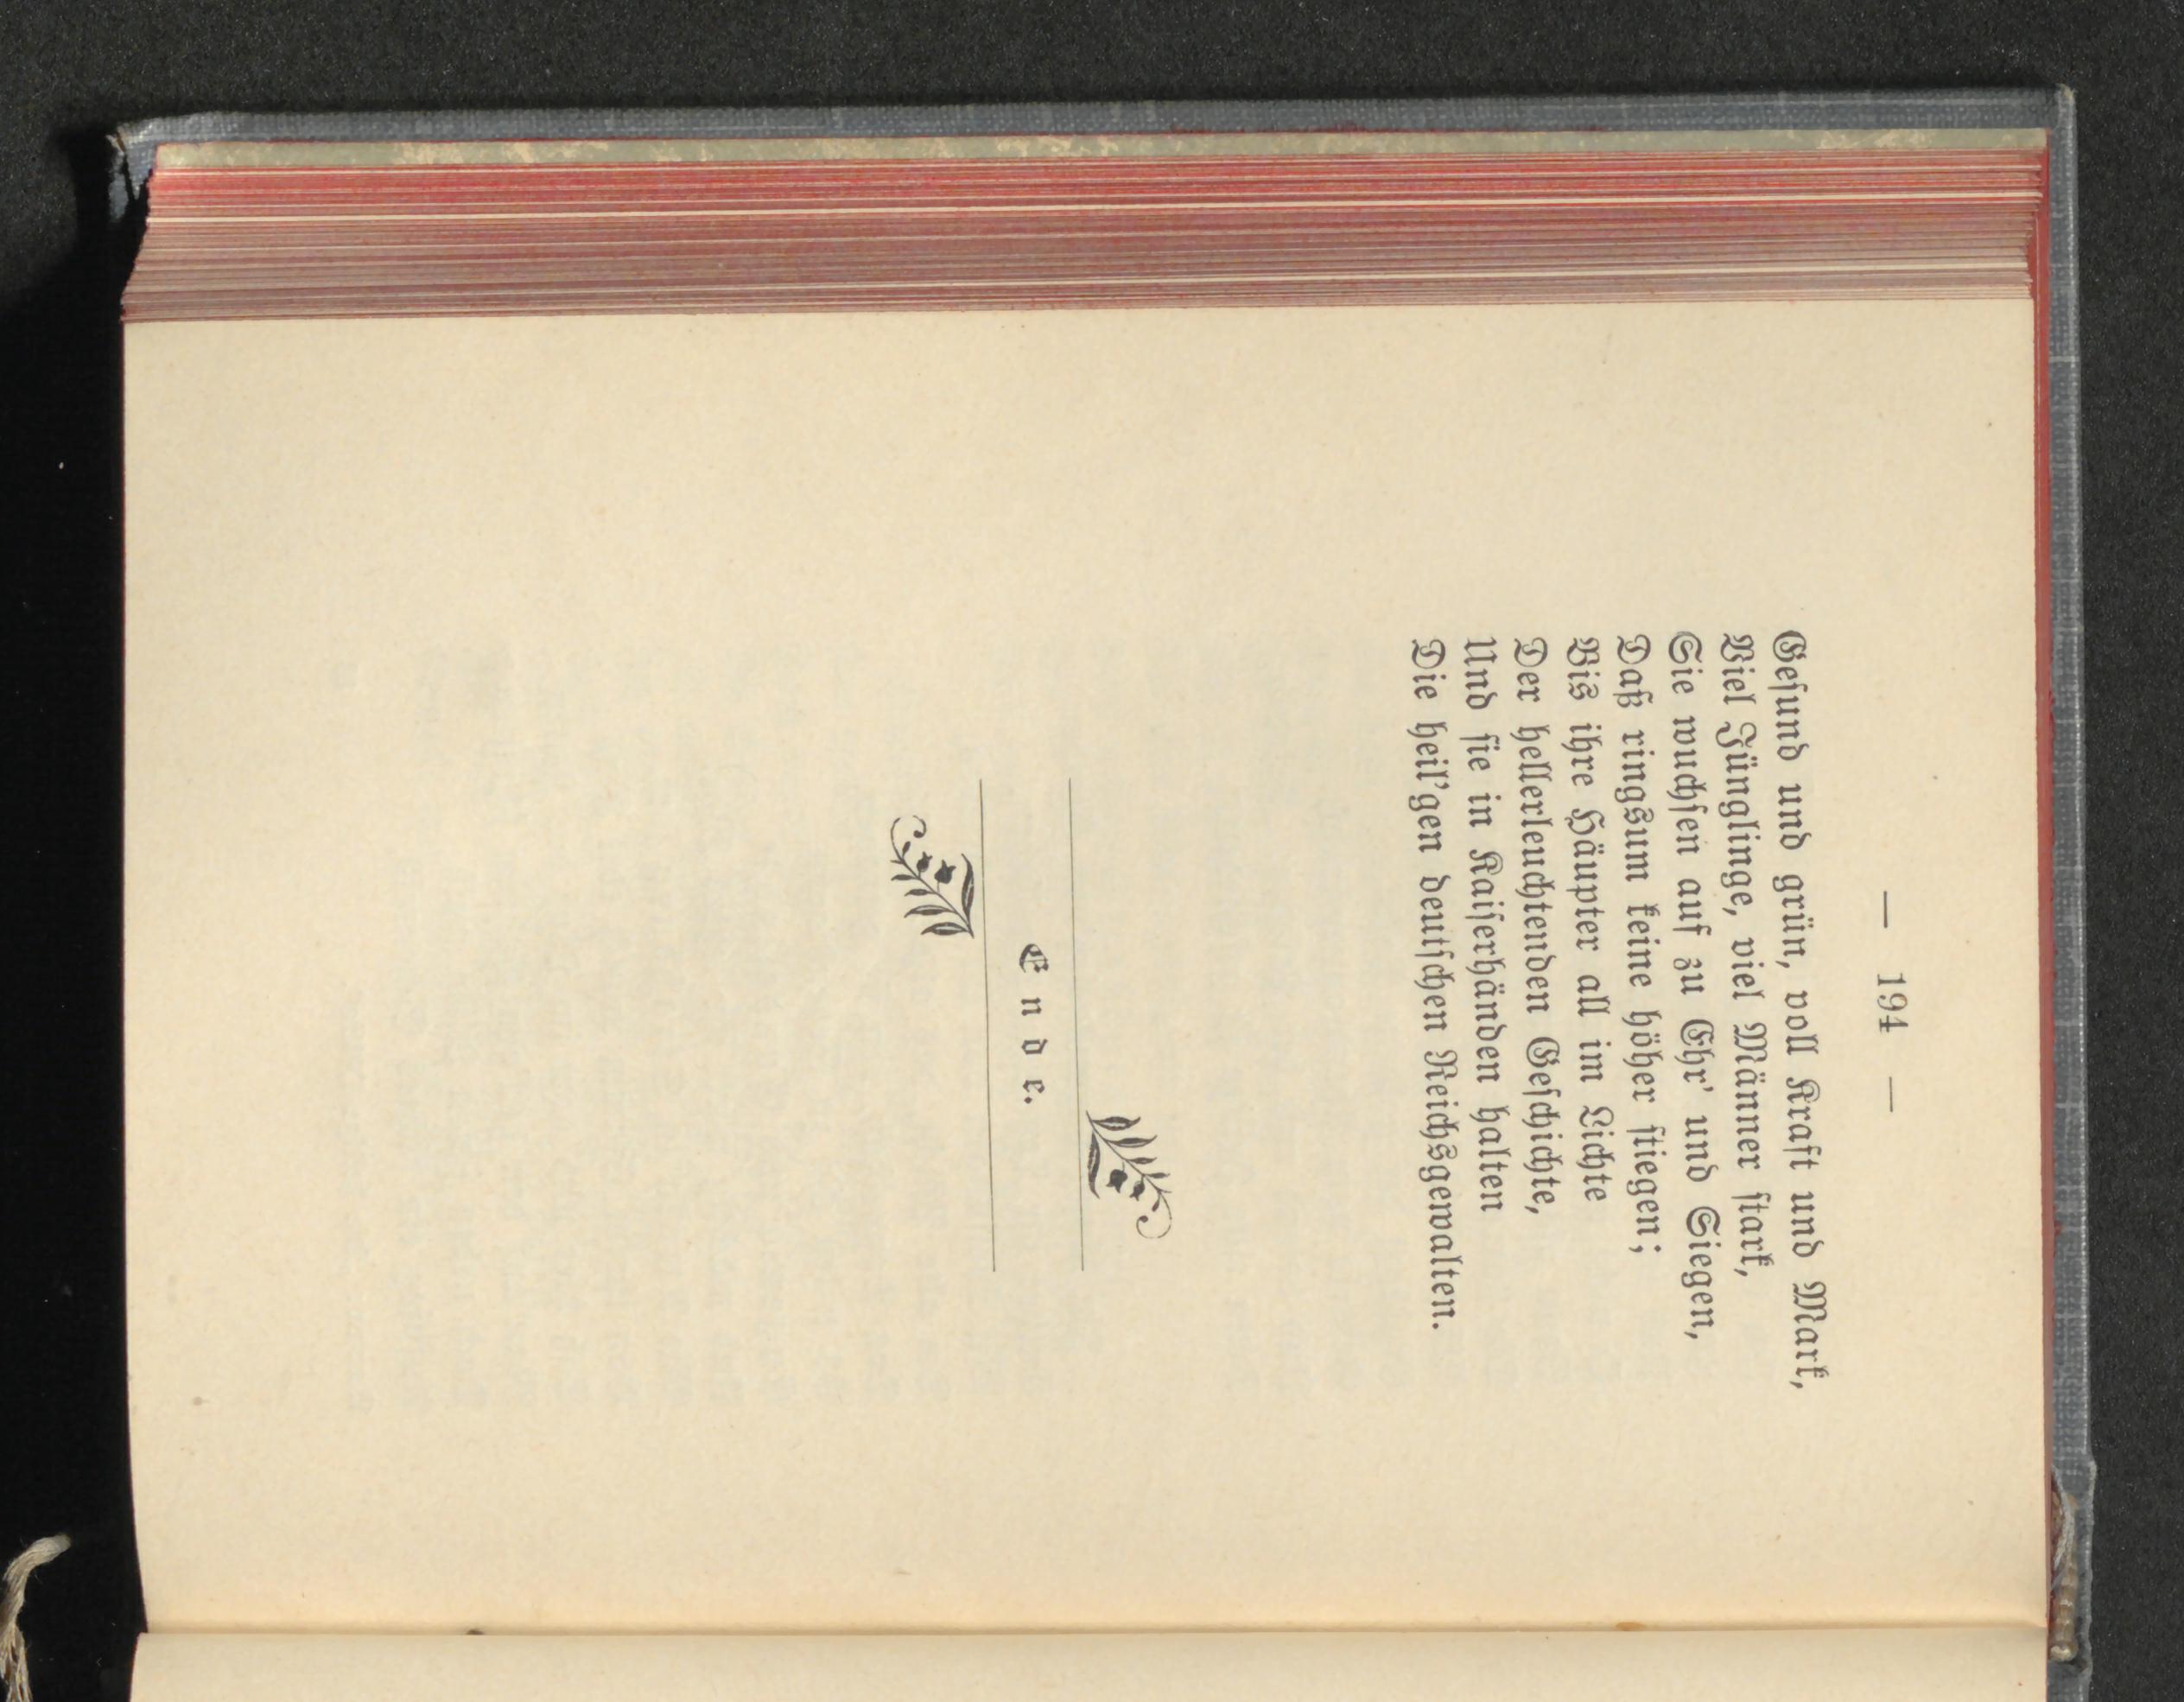 — 194 —
Gesund und grün, voll Kraft und Mark,
Viel Jünglinge, viel Männer stark,
Sie wuchsen auf zu Ehr' und Siegen,
Daß ringsum keine höher stiegen;
Bis ihre Häupter all im Lichte
Der hellerleuchtenden Geschichte,
Und sie in Kaiserhänden halten
Die heil'gen deutschen Reichsgewalten.
Ende.